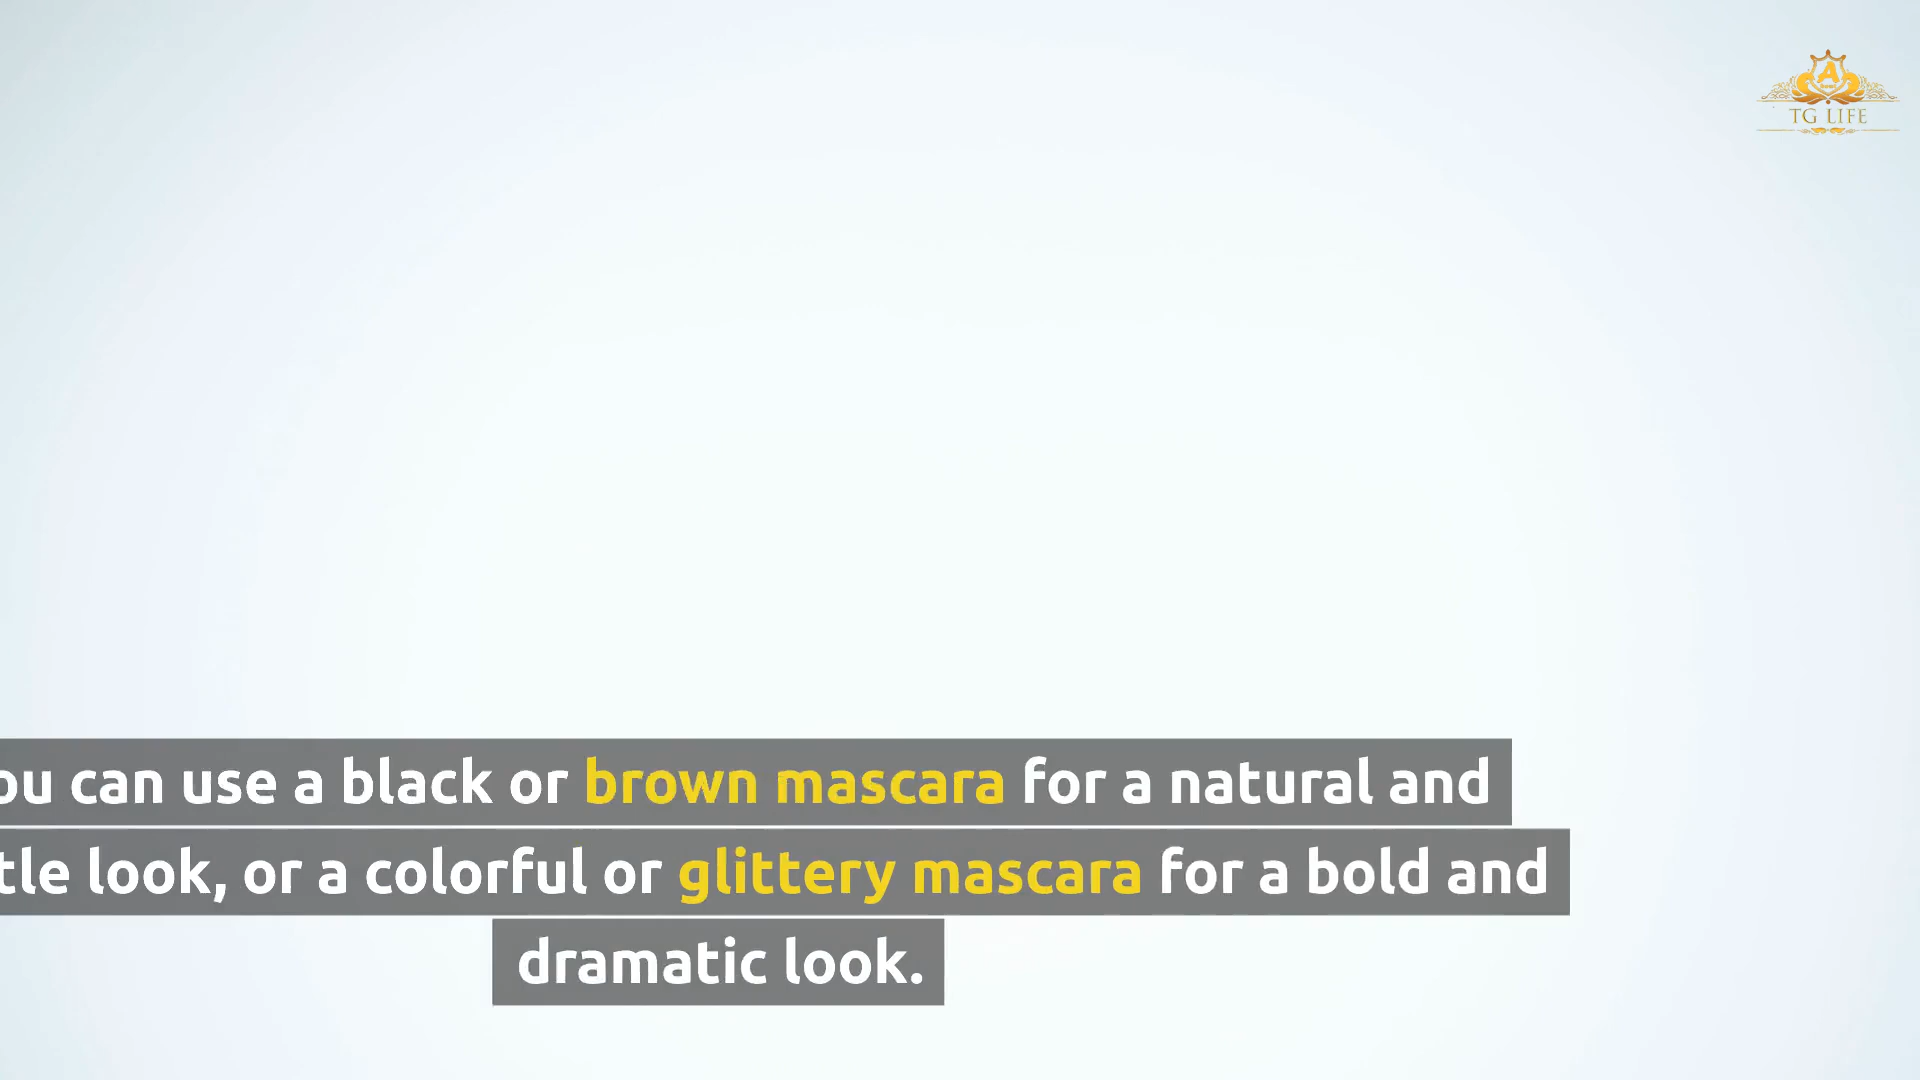 A
TG LIFE
ou can use a black or brown mascara for a natural and
tle look, or a colorful or glittery mascara for a bold and
dramatic look.